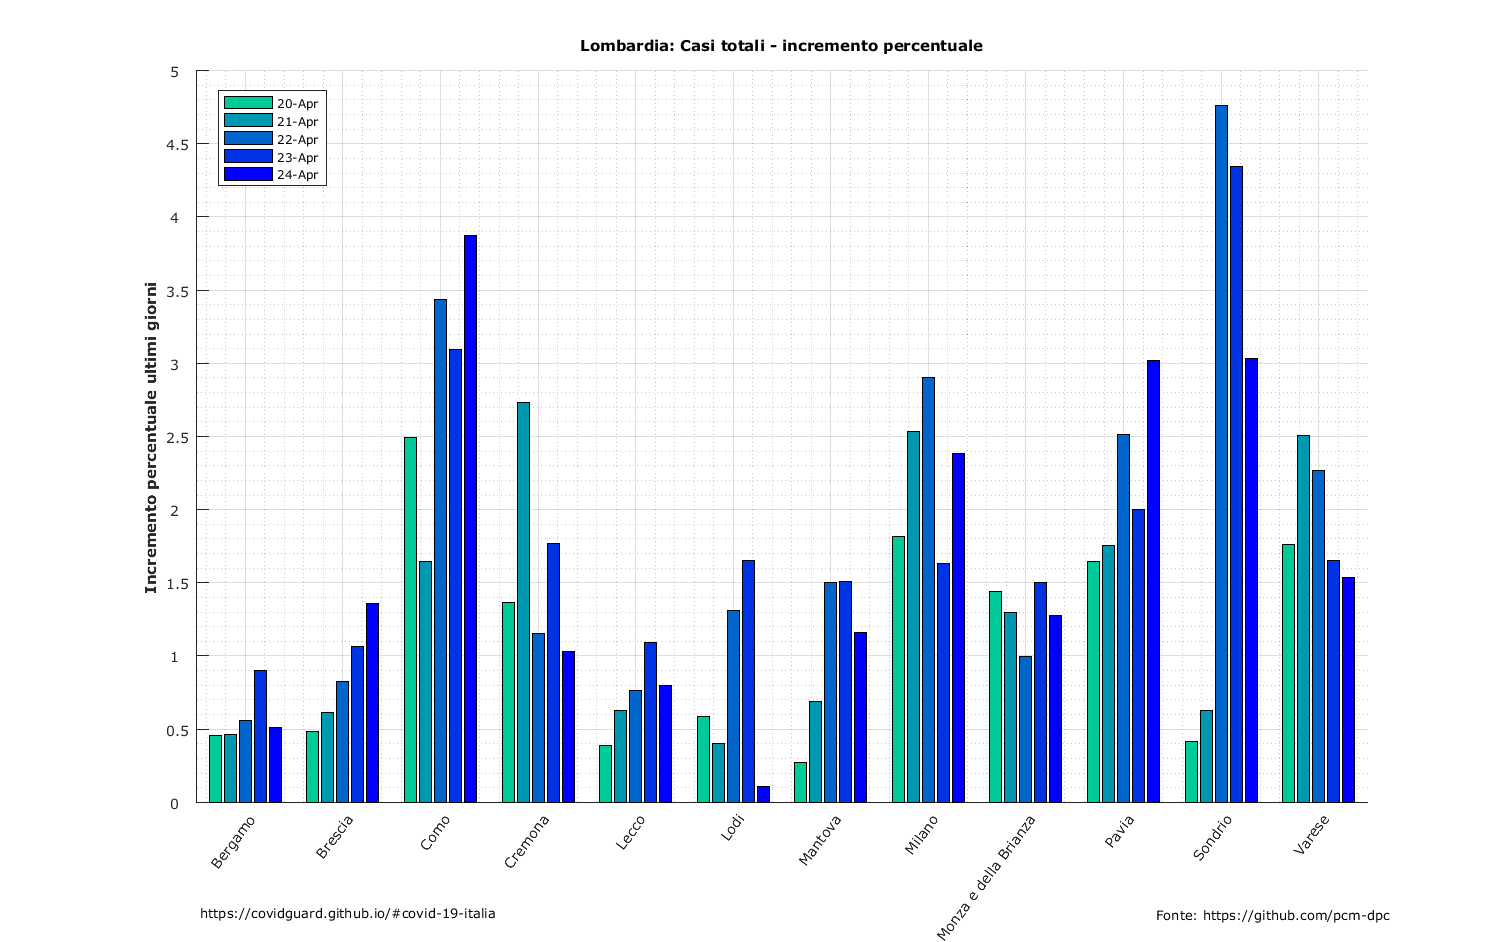 Lombardia: Casi totali - incremento percentuale
5
4.5
4
3.5
3
2.5
2
1.5
1
0.5
0
Incremento percentuale ultimi giorni
20-Apr
21-Apr
22-Apr
23-Apr
24-Apr
Bergamo
Brescia
Como
Cremona
Lecco
Lodi
Mantova
Milano
Monza e della Brianza
Pavia
Sondrio
Varese
https://covidguard.github.io/#covid-19-italia
Fonte: https://github.com/pcm-dpc